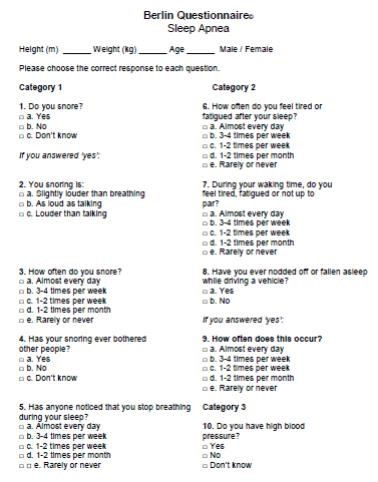 Berlin Questionnaire©
Sleep Apnea
Height (m) ______ Weight (kg) ______ Age ______ Male / Female
Please choose the correct response to each question.
Category 1
1. Do you snore?
□ a. Yes
□ b. No
□ c. Don't know
If you answered 'yes':
2. You snoring is:
□ a. Slightly louder than breathing
□ b. As loud as talking
□ c. Louder than talking
3. How often do you snore?
□ a. Almost every day
□ b. 3-4 times per week
□ c. 1-2 times per week
□ d. 1-2 times per month
□ e. Rarely or never
4. Has your snoring ever bothered
other people?
□ a. Yes
□ b. No
□ c. Don't know
5. Has anyone noticed that you stop breathing
during your sleep?
□ a. Almost every day
□ b. 3-4 times per week
□ c. 1-2 times per week
□ d. 1-2 times per month
□ □ e. Rarely or never
Category 2
6. How often do you feel tired or
fatigued after your sleep?
□ a. Almost every day
□ b. 3-4 times per week
□ c. 1-2 times per week
□ d. 1-2 times per month
□ e. Rarely or never
7. During your waking time, do you
feel tired, fatigued or not up to
par?
□ a. Almost every day
□ b. 3-4 times per week
□ c. 1-2 times per week
□ d. 1-2 times per month
□ e. Rarely or never
8. Have you ever nodded off or fallen asleep
while driving a vehicle?
□ a. Yes
□ b. No
If you answered 'yes':
9. How often does this occur?
□ a. Almost every day
□ b. 3-4 times per week
□ c. 1-2 times per week
□ d. 1-2 times per month
□ e. Rarely or never
Category 3
10. Do you have high blood
pressure?
□ Yes
□ No
□ Don't know